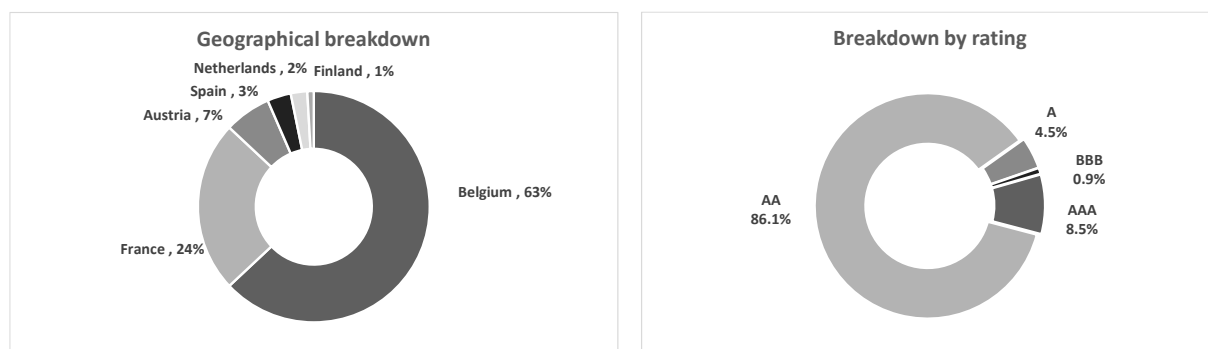 Geographical breakdown
Netherlands , 2%
Finland , 1%
Spain , 3%
Austria , 7%
Belgium , 63%
France , 24%
Breakdown by rating
A
4.5%
BBB
0.9%
AA
86.1%
AAA
8.5%